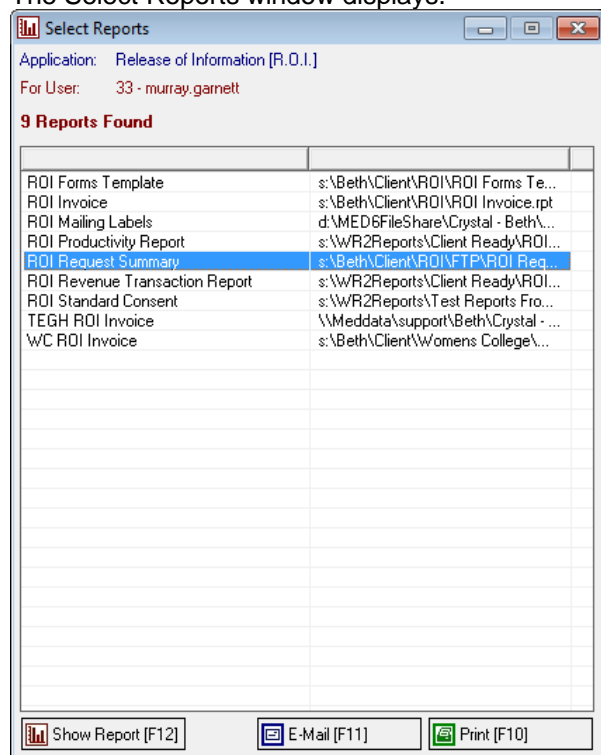 The Select Reports window displays.
Select Reports
Application: Release of Information [R.O.I.]
For User: 33 - murray.garnett
9 Reports Found
ROI Forms Template s:\Beth\Client\ROI\ROI Forms Te...
ROI Invoice s:\Beth\Client\ROI\ROI Invoice.rpt
ROI Mailing Labels d:\MED6FileShare\Crystal - Beth\...
ROI Productivity Report s:\WR2Reports\Client Ready\ROI...
ROI Request Summary s:\Beth\Client\ROI\FTP\ROI Req...
ROI Revenue Transaction Report s:\WR2Reports\Client Ready\ROI...
ROI Standard Consent s:\WR2Reports\Test Reports Fro...
TEGH ROI Invoice \\Meddata\support\Beth\Crystal - ...
WC ROI Invoice s:\Beth\Client\Womens College\...
Show Report [F12] E-Mail [F11] Print [F10]